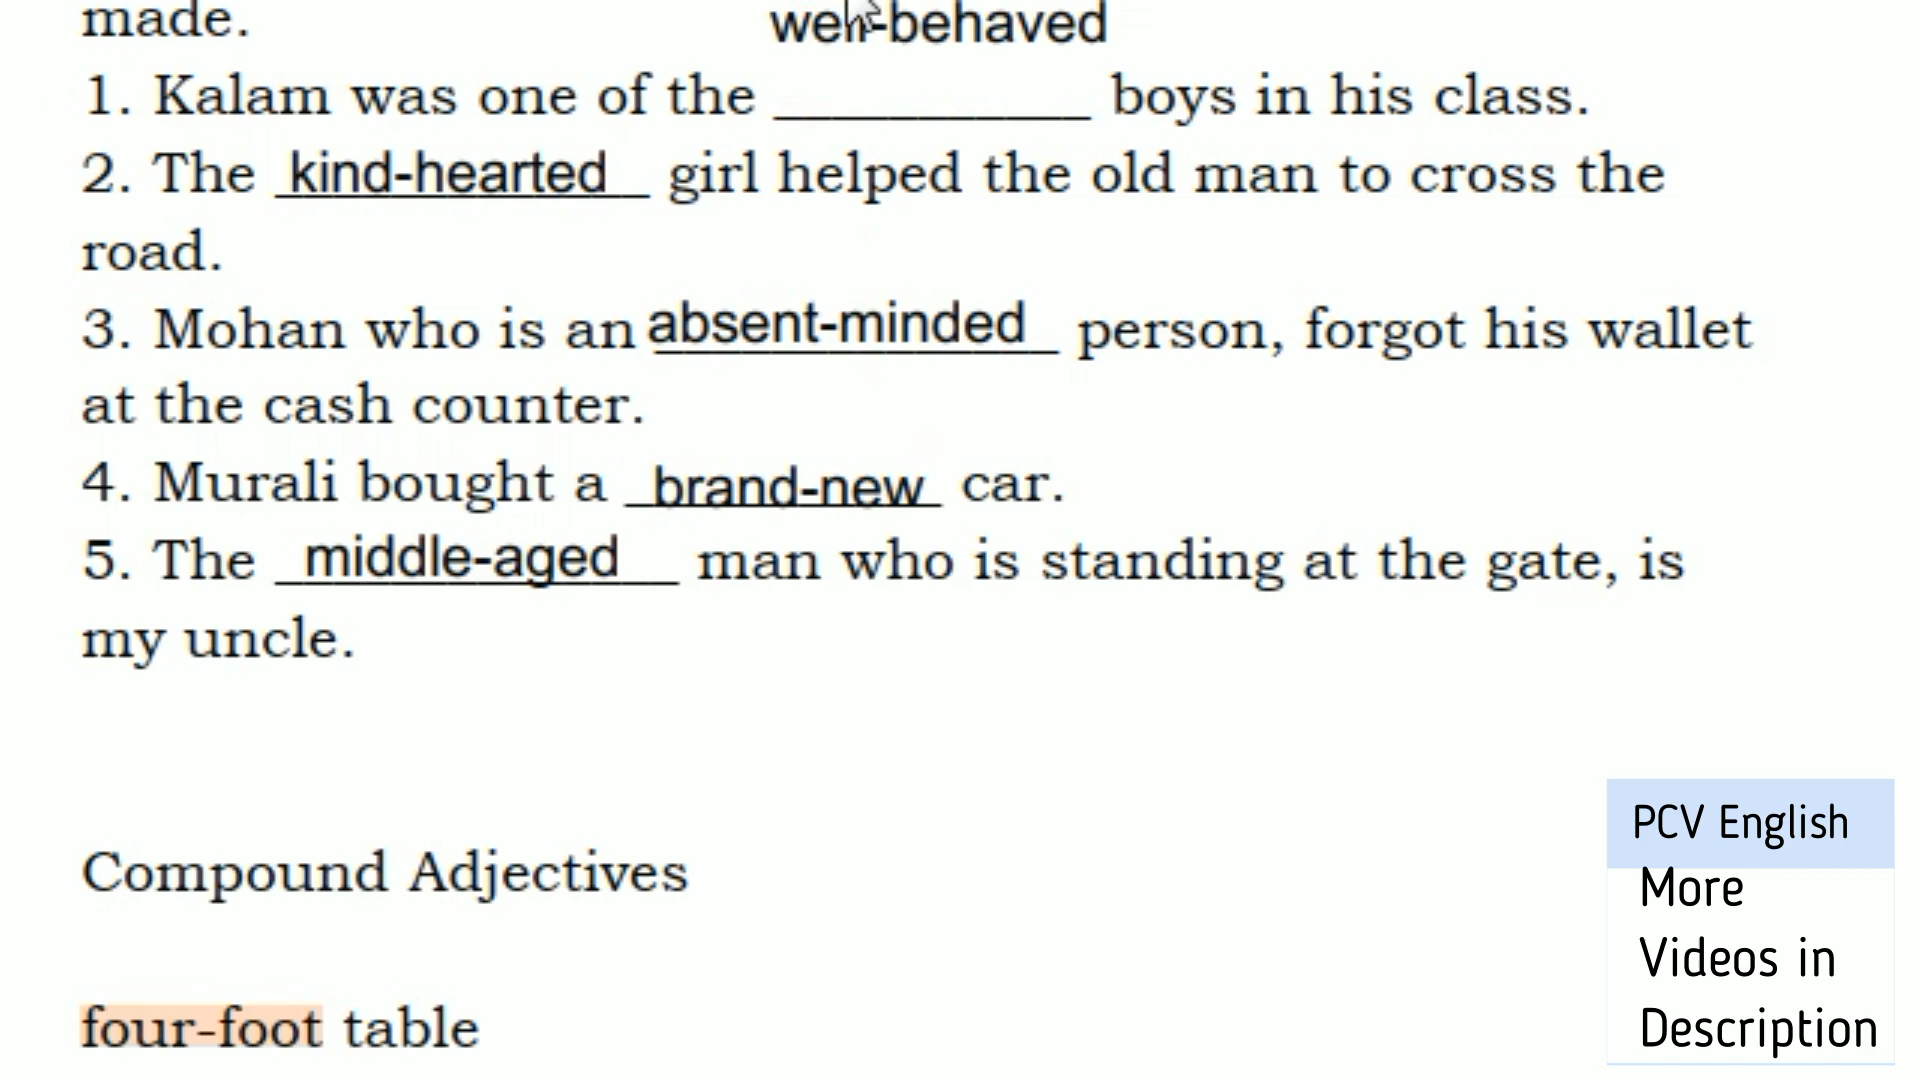 made.
well-behaved
1. Kalam was one of the ___________ boys in his class.
2. The kind-hearted girl helped the old man to cross the
road.
3. Mohan who is an absent-minded person, forgot his wallet
at the cash counter.
4. Murali bought a brand-new car.
5. The middle-aged man who is standing at the gate, is
my uncle.
Compound Adjectives
four-foot table
PCV English
More
Videos in
Description